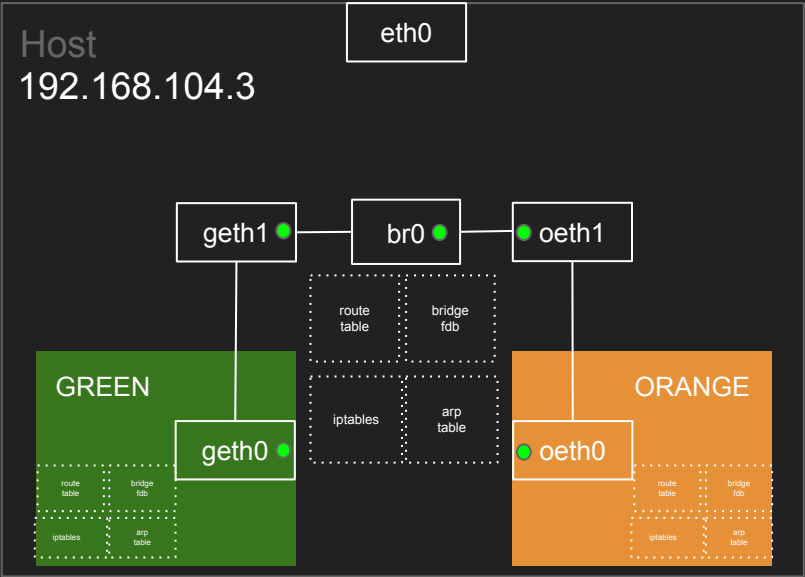 eth0
Host
192.168.104.3
geth1
br0
oeth1
route
table
bridge
fdb
iptables
arp
table
GREEN
geth0
route
table
bridge
fdb
iptables
arp
table
ORANGE
oeth0
route
table
bridge
fdb
iptables
arp
table